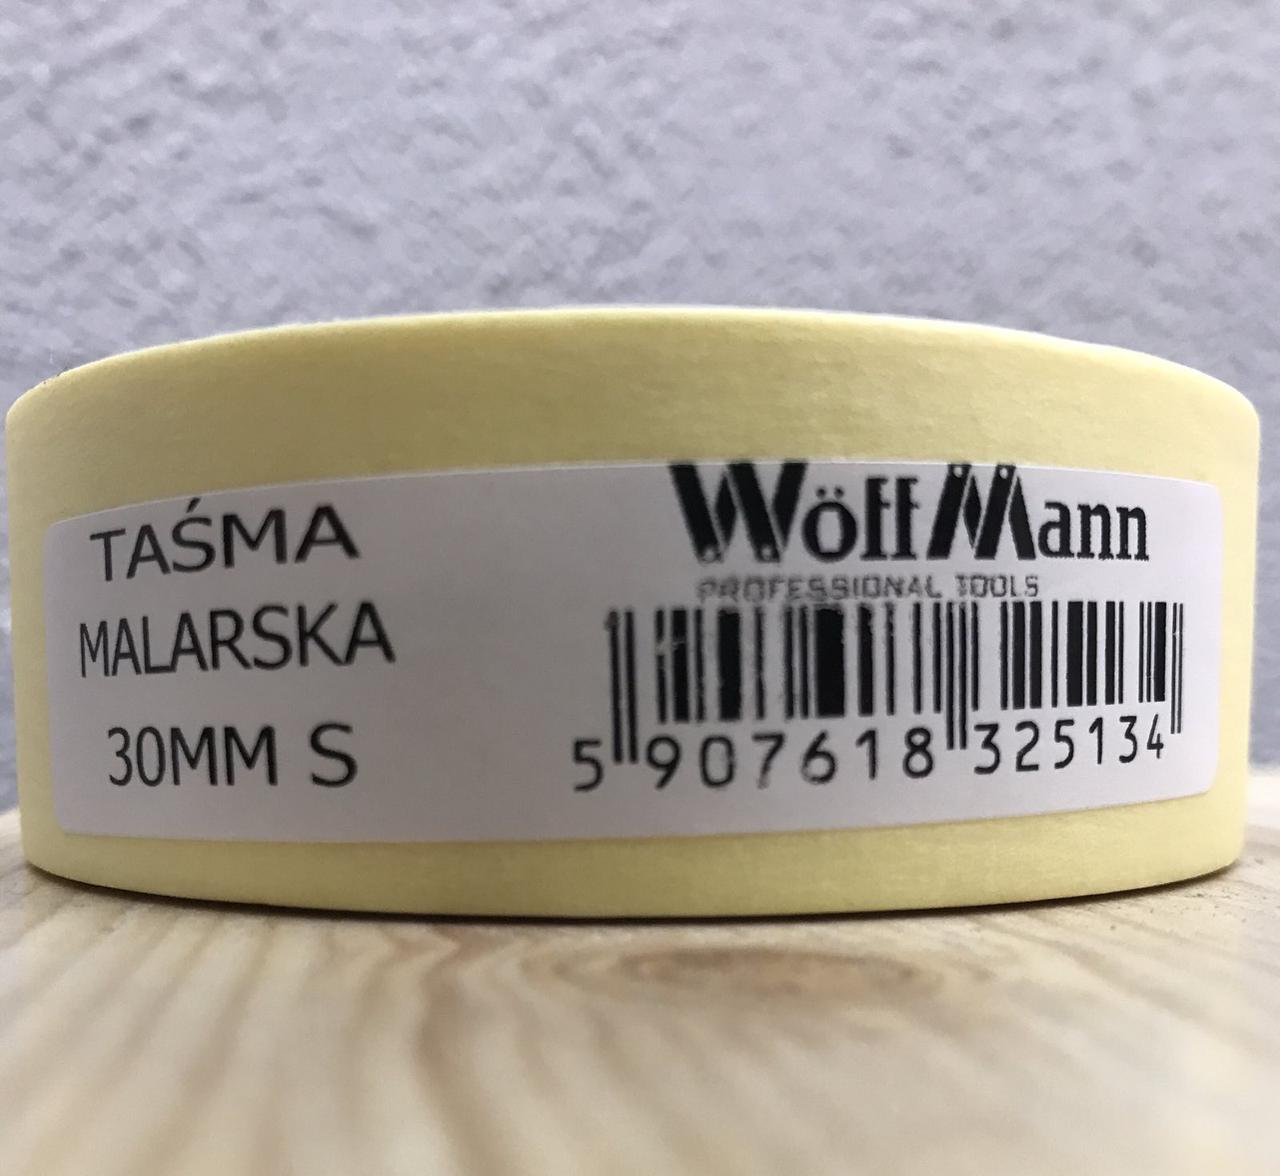 TAŚMA
MALARSKA
30MM S
WöffMann
PROFESSIONAL TOOLS
5 907618 325134